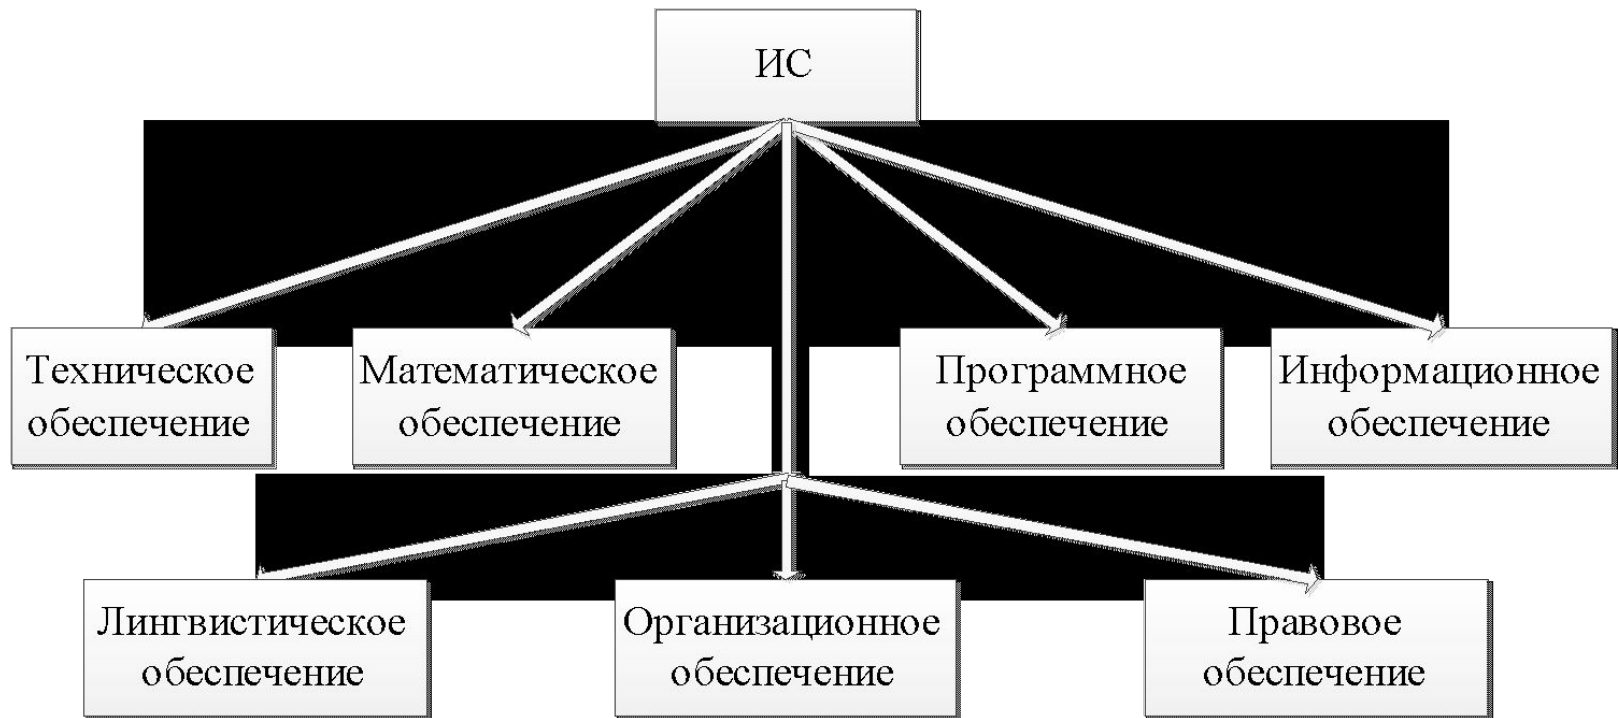 ИС
Техническое
обеспечение
Математическое
обеспечение
Программное
обеспечение
Информационное
обеспечение
Лингвистическое
обеспечение
Организационное
обеспечение
Правовое
обеспечение